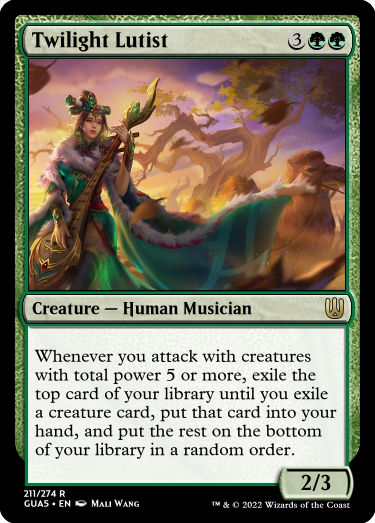 Twilight Lutist 3
Creature — Human Musician
Whenever you attack with creatures
with total power 5 or more, exile the
top card of your library until you exile
a creature card, put that card into your
hand, and put the rest on the bottom
of your library in a random order.
2/3
211/274 R
GUA5 • EN Mali Wang ™ & © 2022 Wizards of the Coast